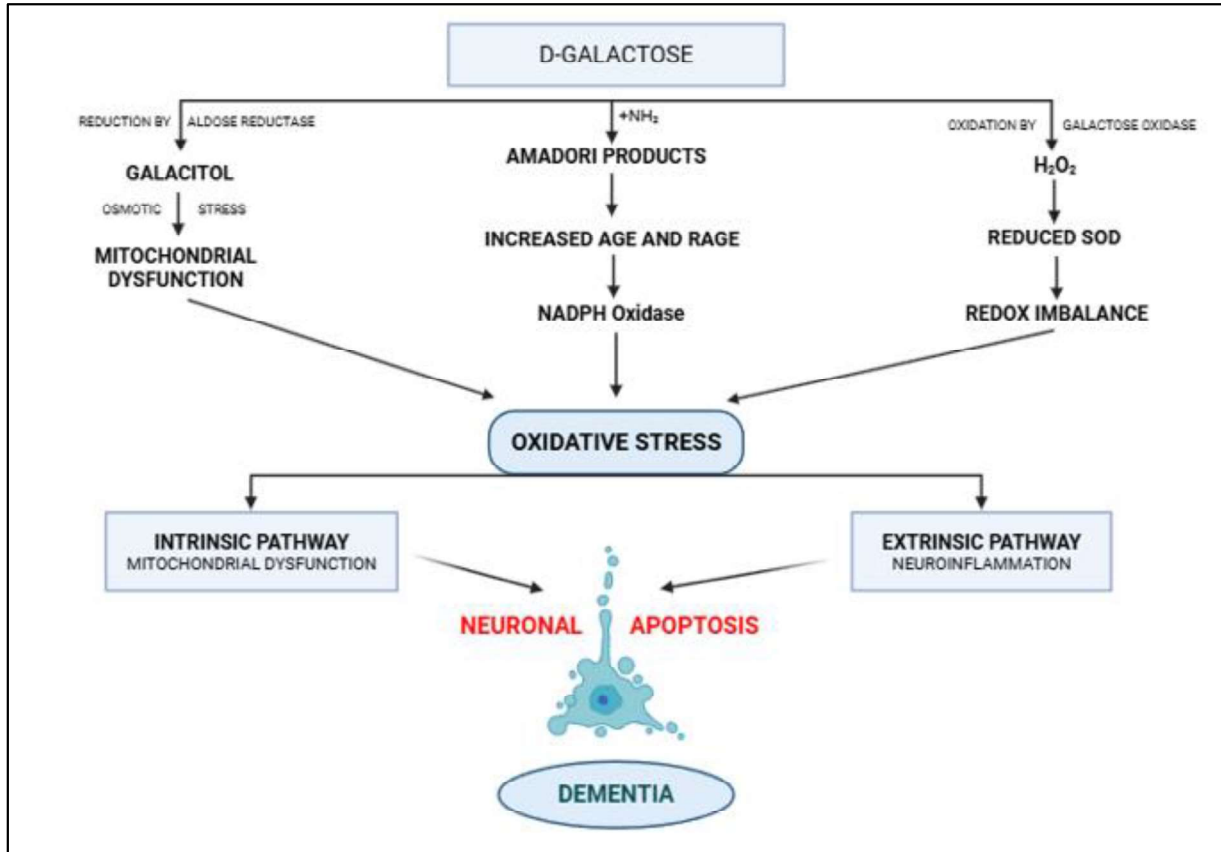 D-GALACTOSE
REDUCTION BY ALDOSE REDUCTASE
GALACITOL
OSMOTIC STRESS
MITOCHONDRIAL
DYSFUNCTION
+NH₂
AMADORI PRODUCTS
INCREASED AGE AND RAGE
NADPH Oxidase
OXIDATION BY GALACTOSE OXIDASE
H₂O₂
REDUCED SOD
REDOX IMBALANCE
OXIDATIVE STRESS
INTRINSIC PATHWAY
MITOCHONDRIAL DYSFUNCTION
EXTRINSIC PATHWAY
NEUROINFLAMMATION
NEURONAL APOPTOSIS
DEMENTIA